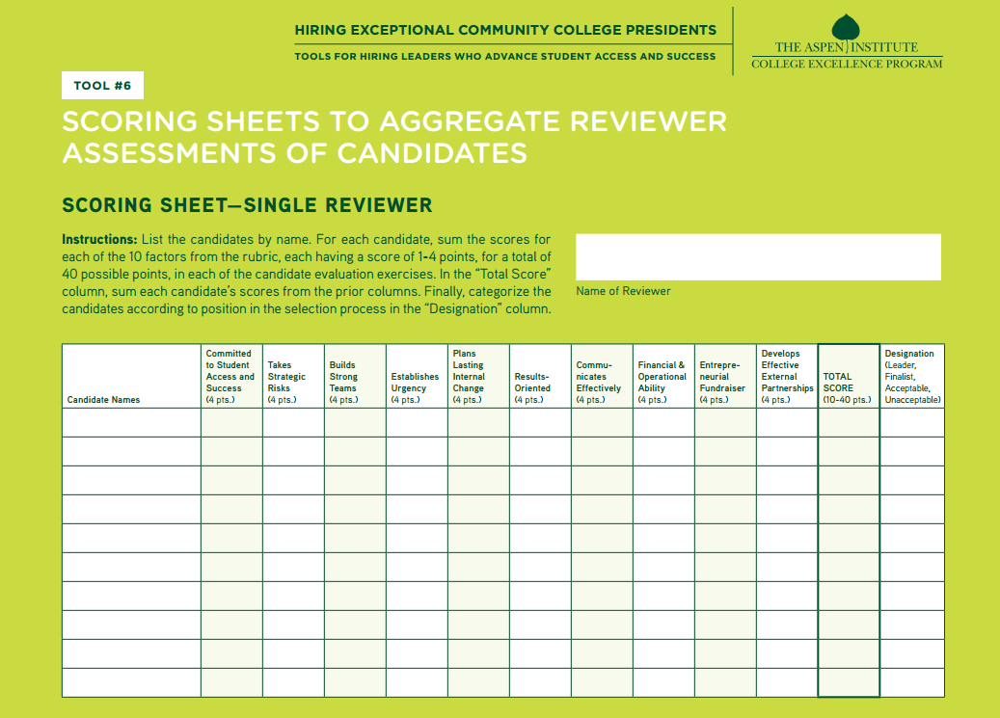 HIRING EXCEPTIONAL COMMUNITY COLLEGE PRESIDENTS
TOOLS FOR HIRING LEADERS WHO ADVANCE STUDENT ACCESS AND SUCCESS
THE ASPEN INSTITUTE
COLLEGE EXCELLENCE PROGRAM
TOOL #6
SCORING SHEETS TO AGGREGATE REVIEWER
ASSESSMENTS OF CANDIDATES
SCORING SHEET—SINGLE REVIEWER
Instructions: List the candidates by name. For each candidate, sum the scores for
each of the 10 factors from the rubric, each having a score of 1-4 points, for a total of
40 possible points, in each of the candidate evaluation exercises. In the “Total Score”
column, sum each candidate’s scores from the prior columns. Finally, categorize the
candidates according to position in the selection process in the “Designation” column.
Name of Reviewer
Candidate Names
Committed
to Student
Access and
Success
(4 pts.)
Takes
Strategic
Risks
(4 pts.)
Builds
Strong
Teams
(4 pts.)
Establishes
Urgency
(4 pts.)
Plans
Lasting
Internal
Change
(4 pts.)
Results-
Oriented
(4 pts.)
Commu-
nicates
Effectively
(4 pts.)
Financial &
Operational
Ability
(4 pts.)
Entrepre-
neurial
Fundraiser
(4 pts.)
Develops
Effective
External
Partnerships
(4 pts.)
TOTAL
SCORE
(10-40 pts.)
Designation
(Leader,
Finalist,
Acceptable,
Unacceptable)